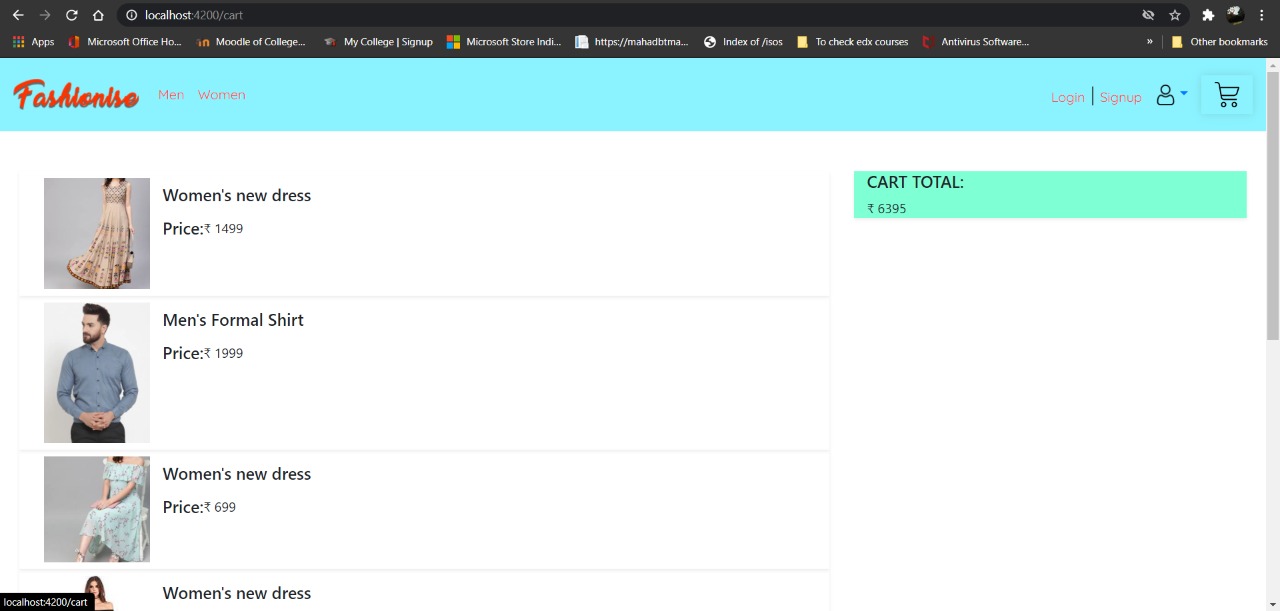 localhost:4200/cart
Apps Microsoft Office Ho... Moodle of College... My College | Signup Microsoft Store Indi... https://mahadbtma... Index of /isos To check edx courses Antivirus Software... » Other bookmarks
Fashionise Men Women Login | Signup
Women's new dress
Price:₹ 1499
CART TOTAL:
₹ 6395
Men's Formal Shirt
Price:₹ 1999
Women's new dress
Price:₹ 699
Women's new dress
localhost:4200/cart